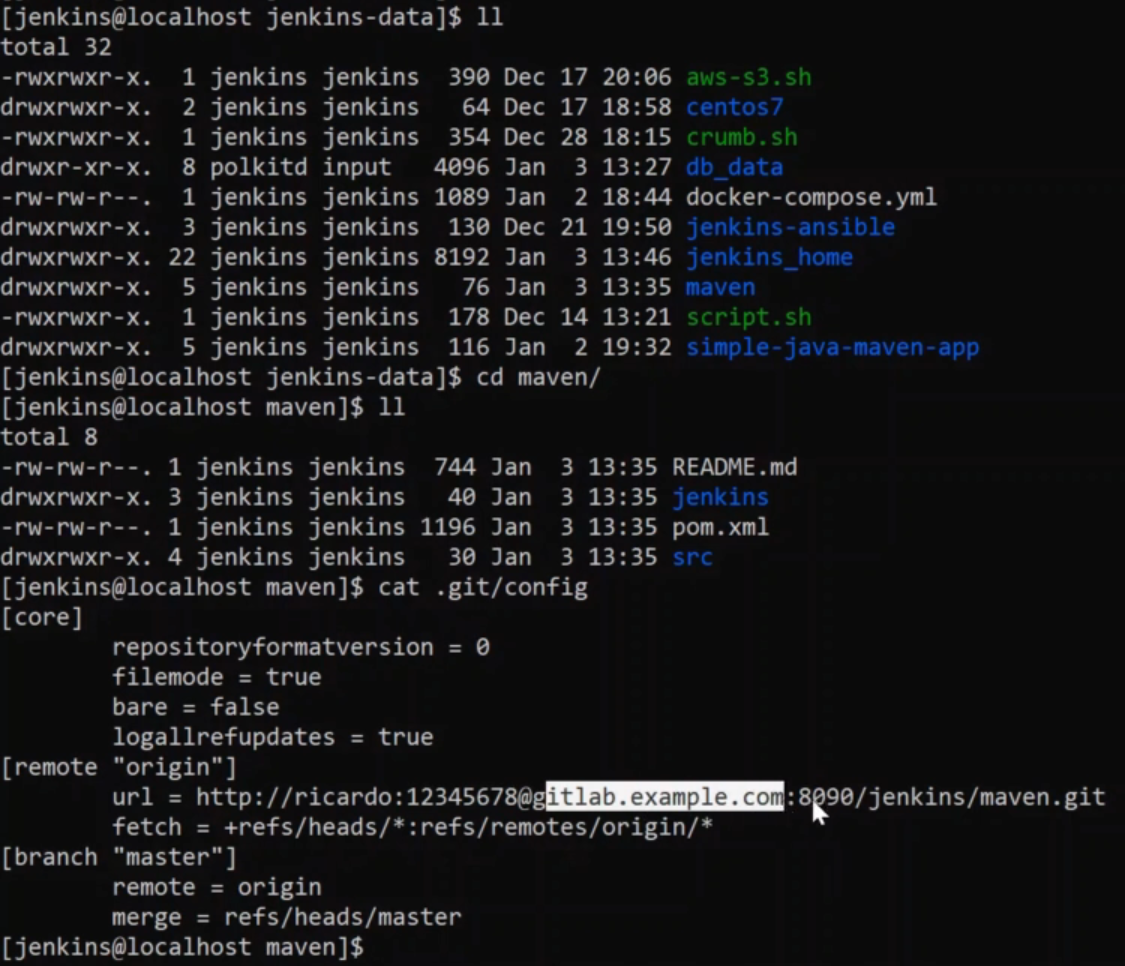 [jenkins@localhost jenkins-data]$ ll
total 32
-rwxrwxr-x.  1 jenkins jenkins  390 Dec 17 20:06 aws-s3.sh
drwxrwxr-x.  2 jenkins jenkins   64 Dec 17 18:58 centos7
-rwxrwxr-x.  1 jenkins jenkins  354 Dec 28 18:15 crumb.sh
drwxr-xr-x.  8 polkitd input   4096 Jan  3 13:27 db_data
-rw-rw-r--.  1 jenkins jenkins 1089 Jan  2 18:44 docker-compose.yml
drwxrwxr-x.  3 jenkins jenkins  130 Dec 21 19:50 jenkins-ansible
drwxrwxr-x. 22 jenkins jenkins 8192 Jan  3 13:46 jenkins_home
drwxrwxr-x.  5 jenkins jenkins   76 Jan  3 13:35 maven
-rwxrwxr-x.  1 jenkins jenkins  178 Dec 14 13:21 script.sh
drwxrwxr-x.  5 jenkins jenkins  116 Jan  2 19:32 simple-java-maven-app
[jenkins@localhost jenkins-data]$ cd maven/
[jenkins@localhost maven]$ ll
total 8
-rw-rw-r--. 1 jenkins jenkins  744 Jan  3 13:35 README.md
drwxrwxr-x. 3 jenkins jenkins   40 Jan  3 13:35 jenkins
-rw-rw-r--. 1 jenkins jenkins 1196 Jan  3 13:35 pom.xml
drwxrwxr-x. 4 jenkins jenkins   30 Jan  3 13:35 src
[jenkins@localhost maven]$ cat .git/config
[core]
        repositoryformatversion = 0
        filemode = true
        bare = false
        logallrefupdates = true
[remote "origin"]
        url = http://ricardo:12345678@gitlab.example.com:8090/jenkins/maven.git
        fetch = +refs/heads/*:refs/remotes/origin/*
[branch "master"]
        remote = origin
        merge = refs/heads/master
[jenkins@localhost maven]$